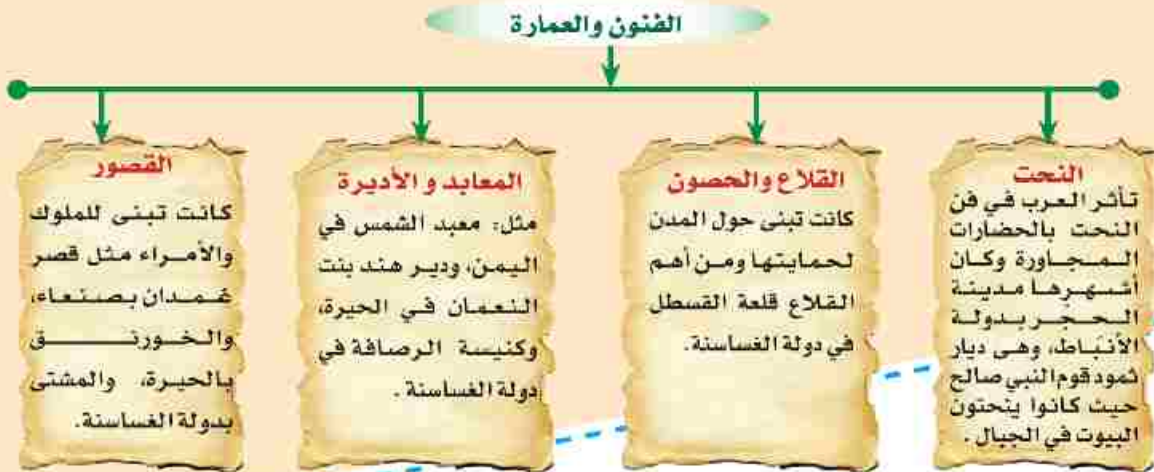 الفنون والعمارة
النحت
تأثر العرب في فن
النحت بالحضارات
المجاورة وكان
أشهرها مدينة
الحجر بدولة
الأنباط، وهى ديار
ثمود قوم النبي صالح
حيث كانوا ينحتون
البيوت في الجبال.
القلاع والحصون
كانت تبنى حول المدن
لحمايتها ومن أهم
القلاع قلعة القسطل
في دولة الغساسنة.
المعابد و الأديرة
مثل: معبد الشمس في
اليمن، ودير هند بنت
النعمان في الحيرة،
وكنيسة الرصافة في
دولة الغساسنة.
القصور
كانت تبنى للملوك
والأمراء مثل قصر
غمدان بصنعاء،
والخورنق
بالحيرة، والمشتى
بدولة الغساسنة.